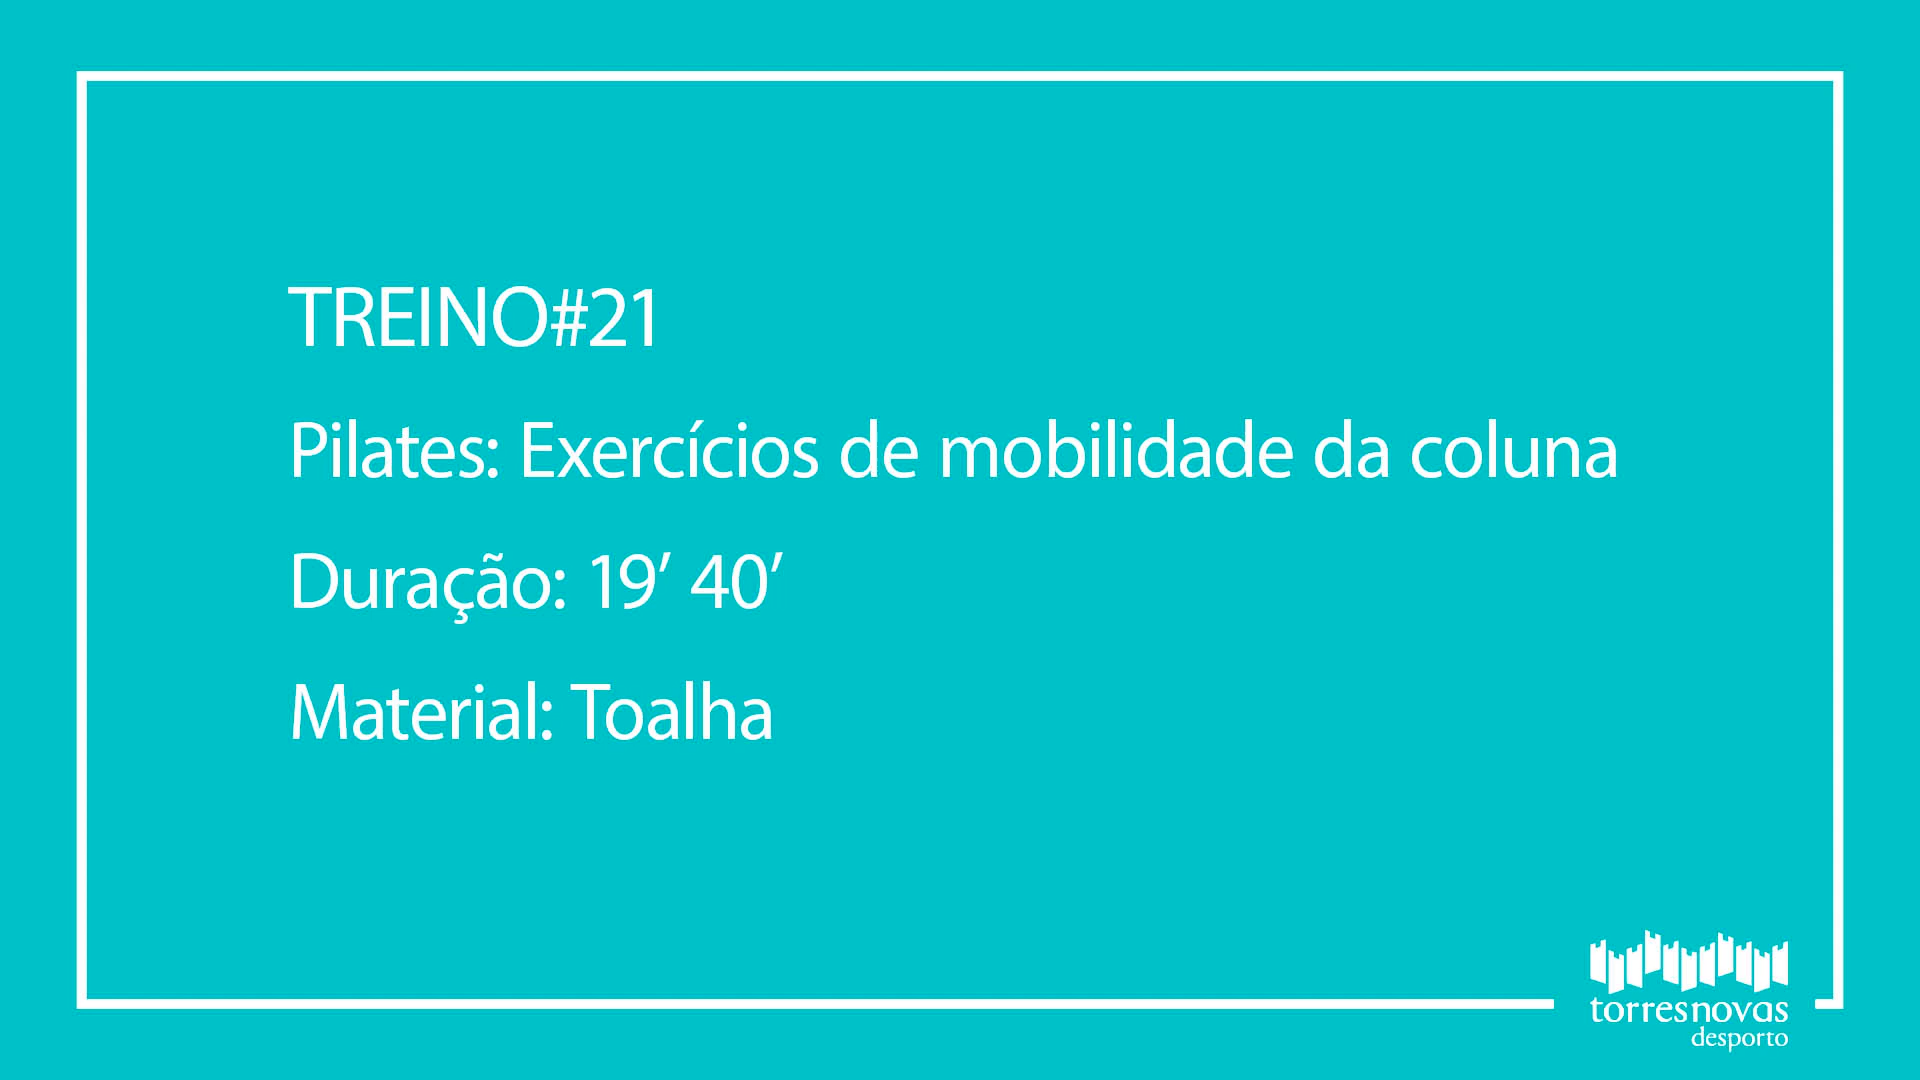 TREINO#21
Pilates: Exercícios de mobilidade da coluna
Duração: 19’ 40’
Material: Toalha
torresnovas
desporto